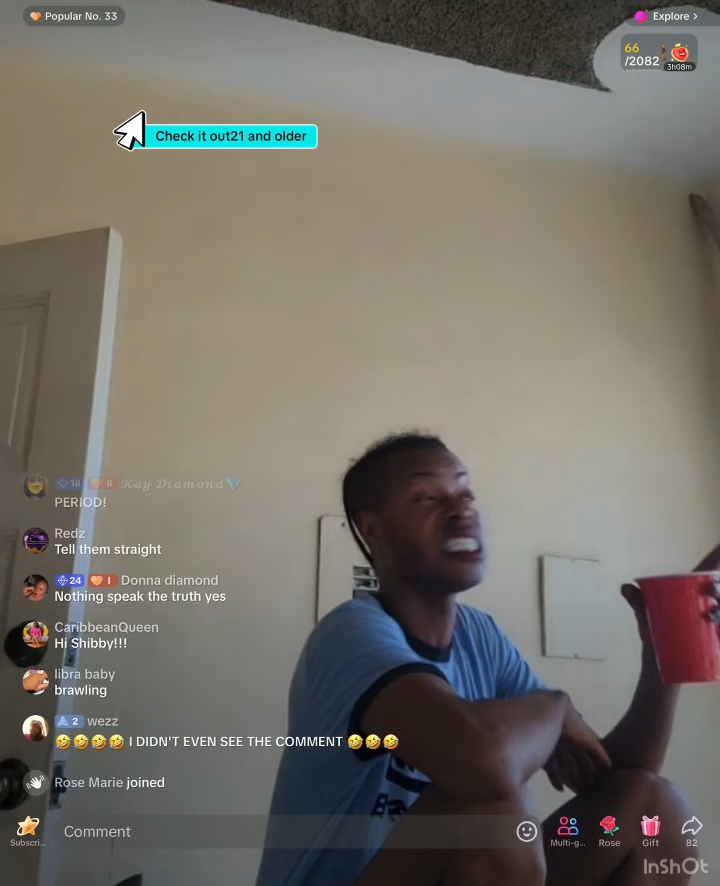 Popular No. 33
Explore >
66
/2082
3h08m
Check it out21 and older
18 II Kay Diamond
PERIOD!
Redz
Tell them straight
24 I Donna diamond
Nothing speak the truth yes
CaribbeanQueen
Hi Shibby!!!
libra baby
brawling
2 wezz
🤣🤣🤣🤣 I DIDN'T EVEN SEE THE COMMENT 🤣🤣🤣
Rose Marie joined
Comment
Subscri...
Multi-g...
Rose
Gift
82
InShOt